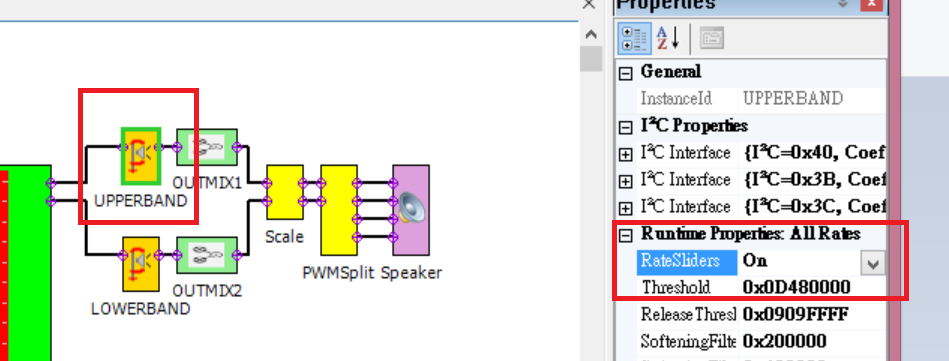 Properties
General
InstanceId UPPERBAND
I²C Properties
I²C Interface {I²C=0x40, Coef
I²C Interface {I²C=0x3B, Coef
I²C Interface {I²C=0x3C, Coef
Runtime Properties: All Rates
RateSliders On
Threshold 0x0D480000
ReleaseThresl 0x0909FFFF
SofteningFilte 0x200000
UPPERBAND
OUTMIX1
LOWERBAND
OUTMIX2
Scale
PWMSplit
Speaker